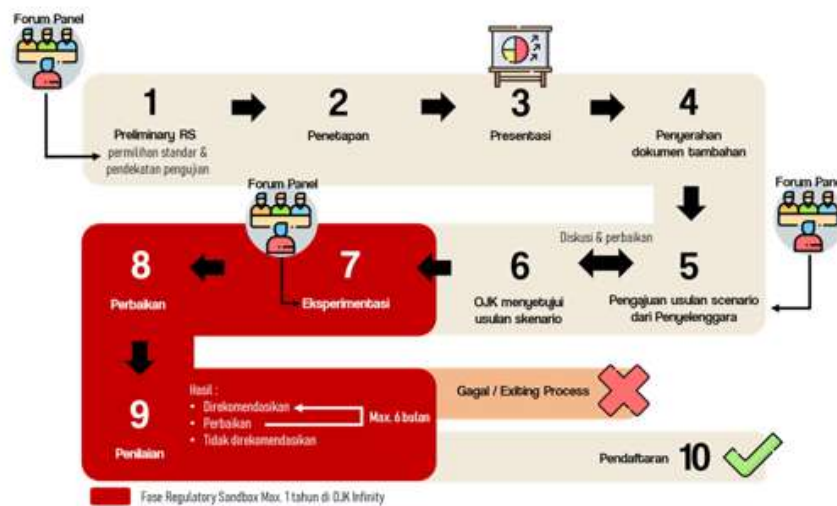 Forum Panel
1
Preliminary RS
permilihan standar &
pendekatan pengujian
2
Penetapan
3
Presentasi
4
Penyerahan
dokumen tambahan
Forum Panel
Forum Pane
8
Perbaikan
7
Eksperimentasi
Diskusi & perbaikan
6
OJK menyetujui
usulan skenario
5
Pengajuan usulan scenario
dari Penyelenggara
9
Penilaian
Hasil :
• Direkomendasikan
• Perbaikan
• Tidak direkomendasikan
Max. 6 bulan
Gagal / Exiting Process
Pendaftaran 10
Fase Regulatory Sandbox Max. 1 tahun di OJK Infinity